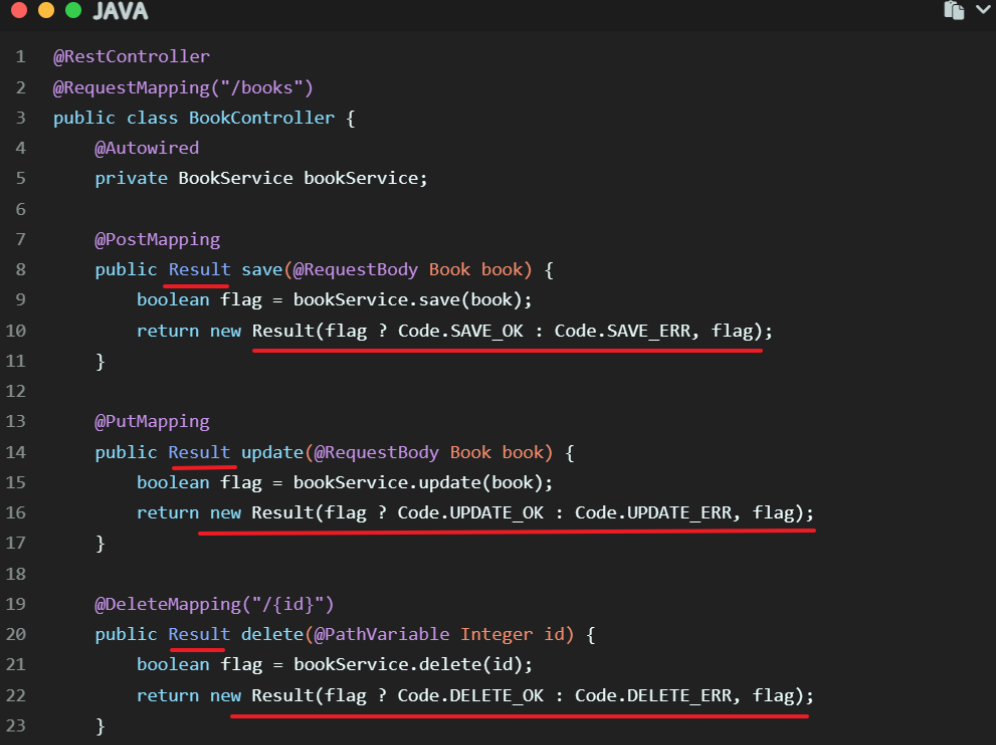 JAVA
1 @RestController
2 @RequestMapping("/books")
3 public class BookController {
4 @Autowired
5 private BookService bookService;
6
7 @PostMapping
8 public Result save(@RequestBody Book book) {
9 boolean flag = bookService.save(book);
10 return new Result(flag ? Code.SAVE_OK : Code.SAVE_ERR, flag);
11 }
12
13 @PutMapping
14 public Result update(@RequestBody Book book) {
15 boolean flag = bookService.update(book);
16 return new Result(flag ? Code.UPDATE_OK : Code.UPDATE_ERR, flag);
17 }
18
19 @DeleteMapping("/{id}")
20 public Result delete(@PathVariable Integer id) {
21 boolean flag = bookService.delete(id);
22 return new Result(flag ? Code.DELETE_OK : Code.DELETE_ERR, flag);
23 }